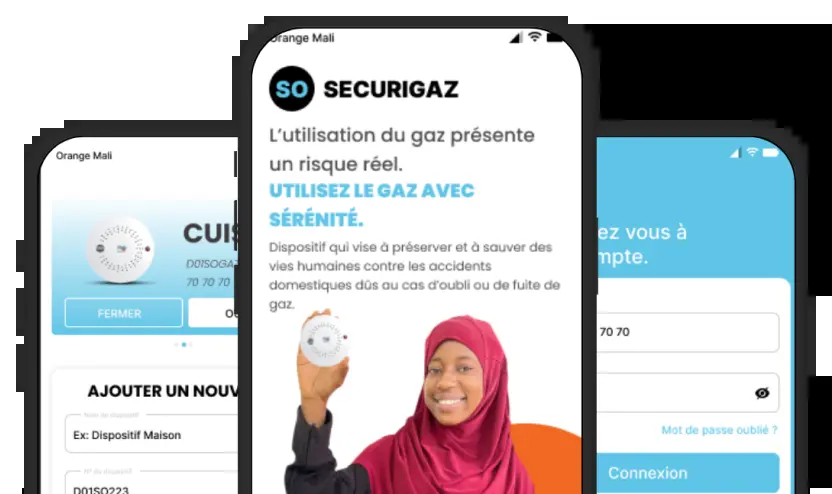 Orange Mali
CUIS
D01SOGA
70 70 70
FERMER
AJOUTER UN NOUV
Nom du dispositif
Ex: Dispositif Maison
N° du dispositif
D01SO223
Orange Mali
SO SECURIGAZ
L’utilisation du gaz présente
un risque réel.
UTILISEZ LE GAZ AVEC
SÉRÉNITÉ.
Dispositif qui vise à préserver et à sauver des
vies humaines contre les accidents
domestiques dûs au cas d’oubli ou de fuite de
gaz.
ez vous à
mpte.
70 70
Mot de passe oublié ?
Connexion